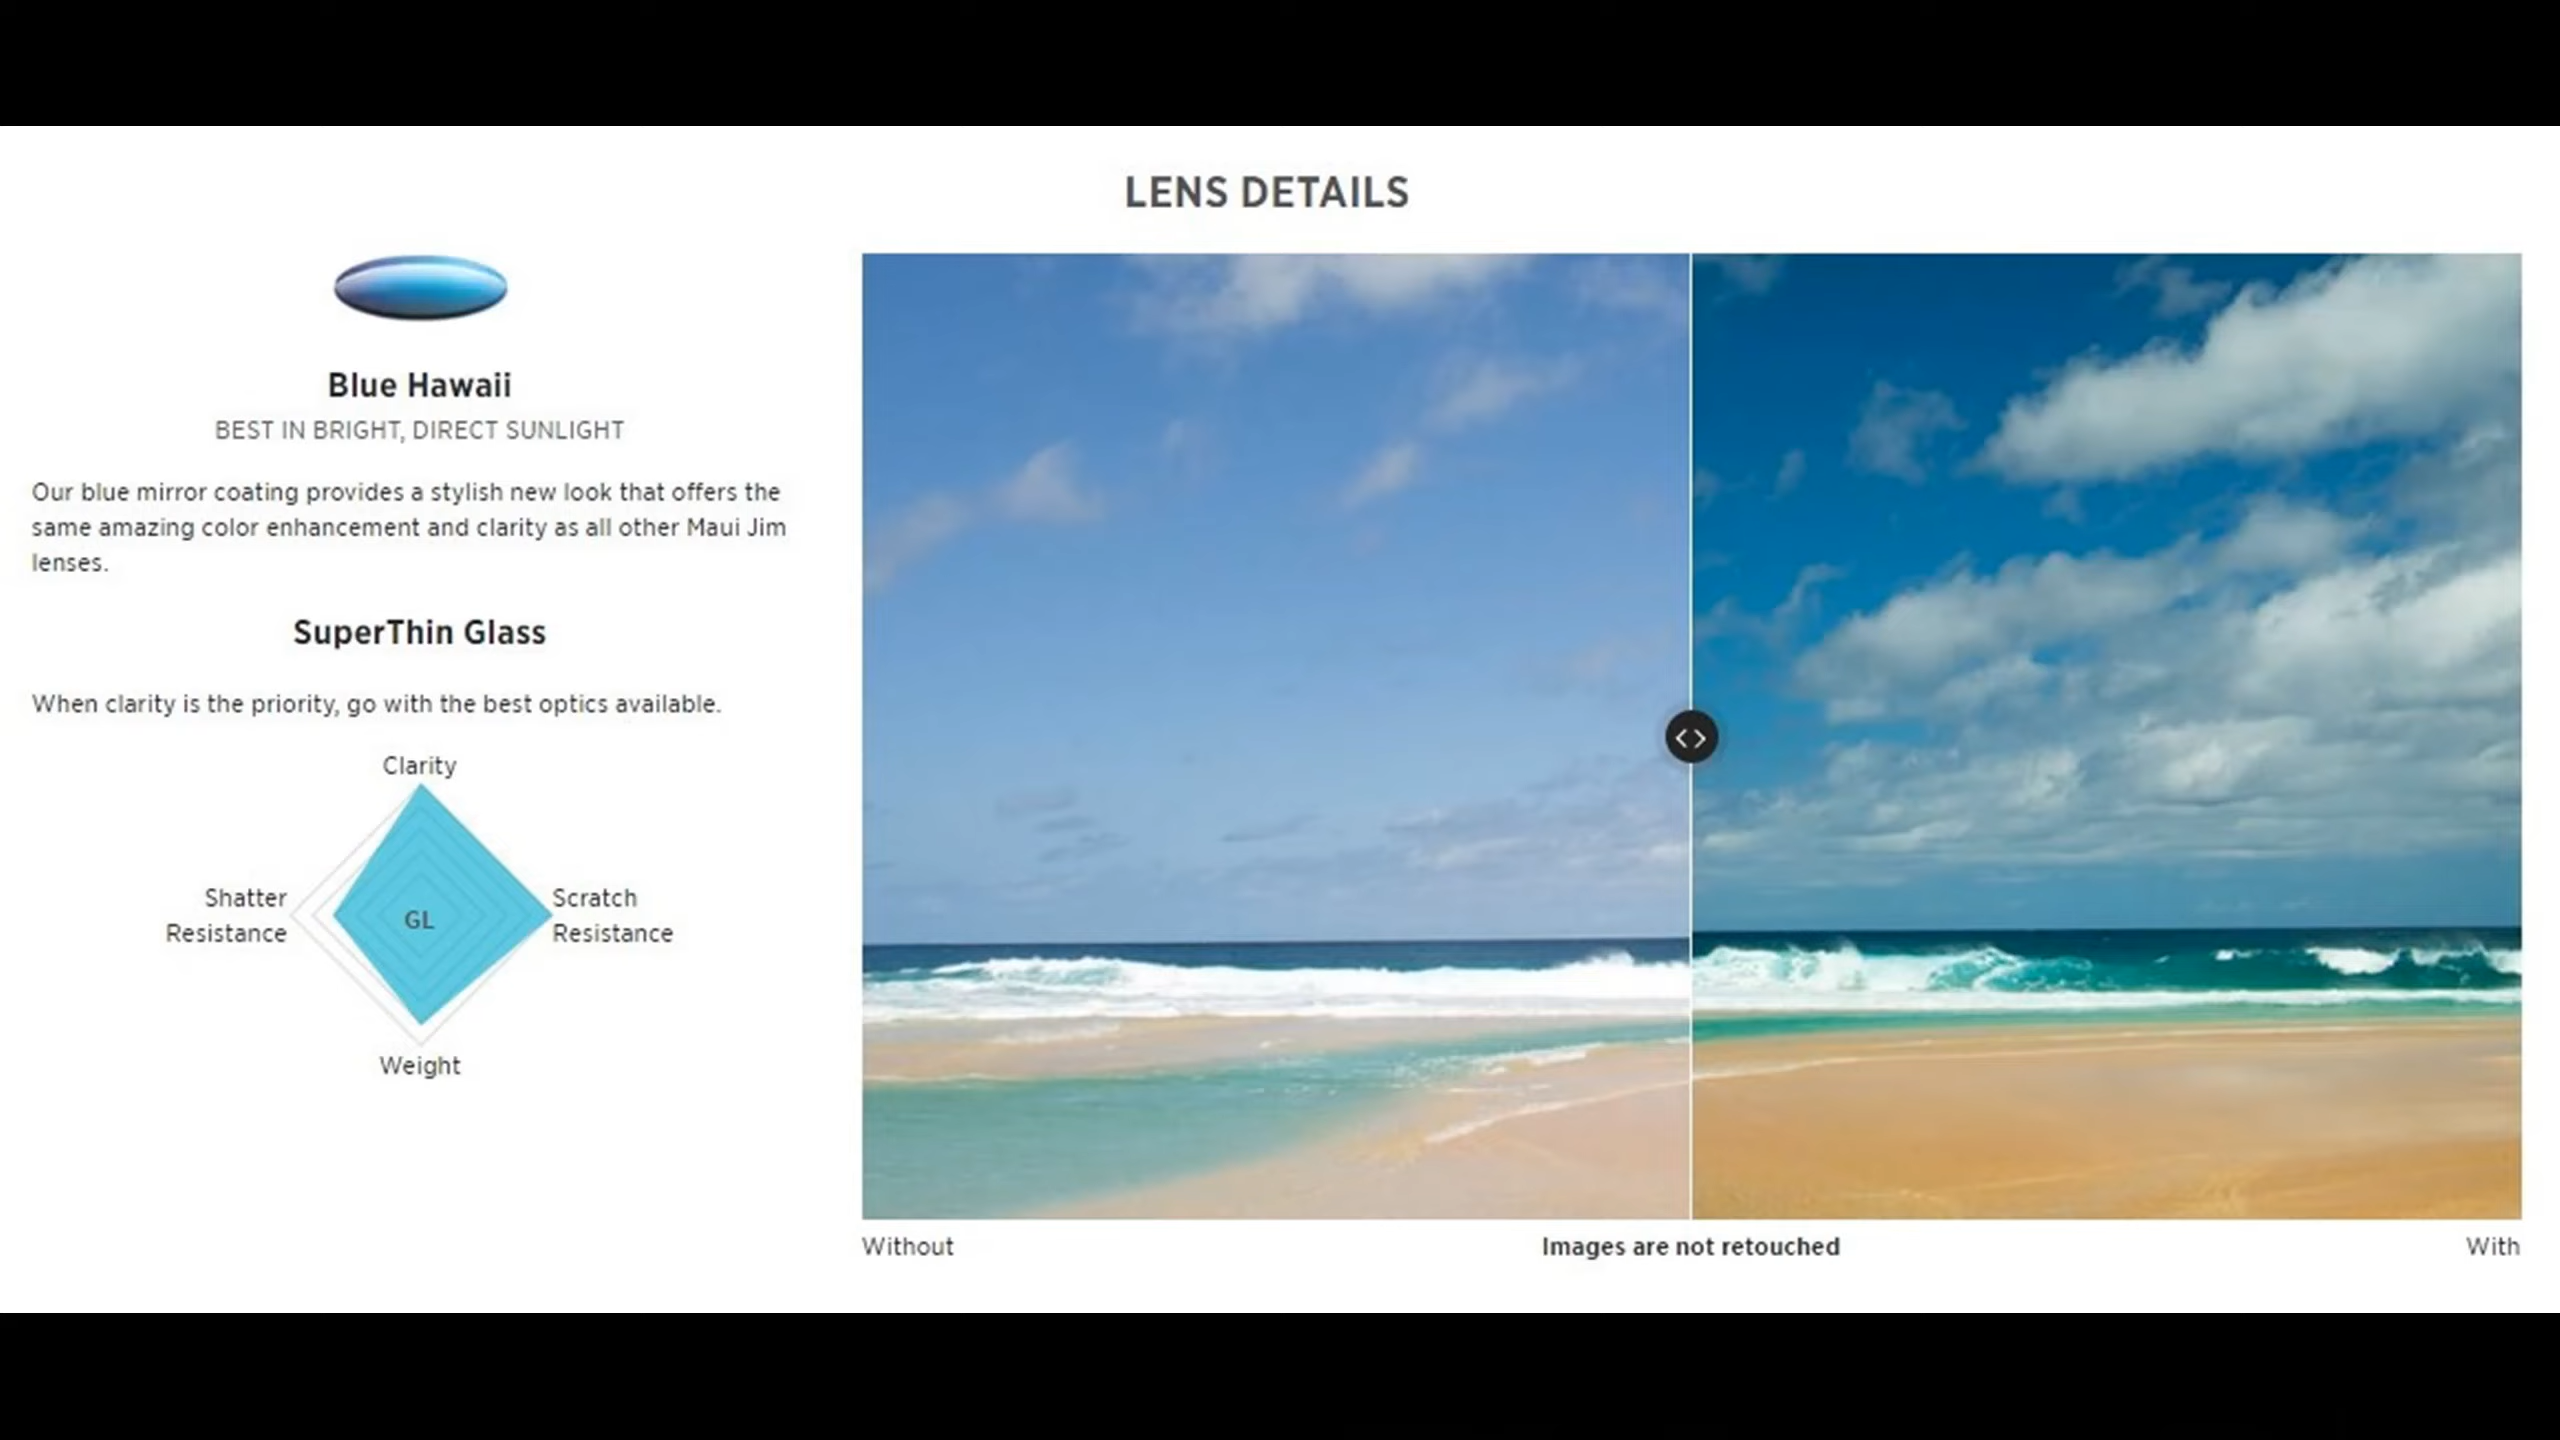 LENS DETAILS
Blue Hawaii
BEST IN BRIGHT, DIRECT SUNLIGHT
Our blue mirror coating provides a stylish new look that offers the
same amazing color enhancement and clarity as all other Maui Jim
lenses.
SuperThin Glass
When clarity is the priority, go with the best optics available.
Clarity
Shatter
Resistance
GL
Scratch
Resistance
Weight
Without
Images are not retouched
With